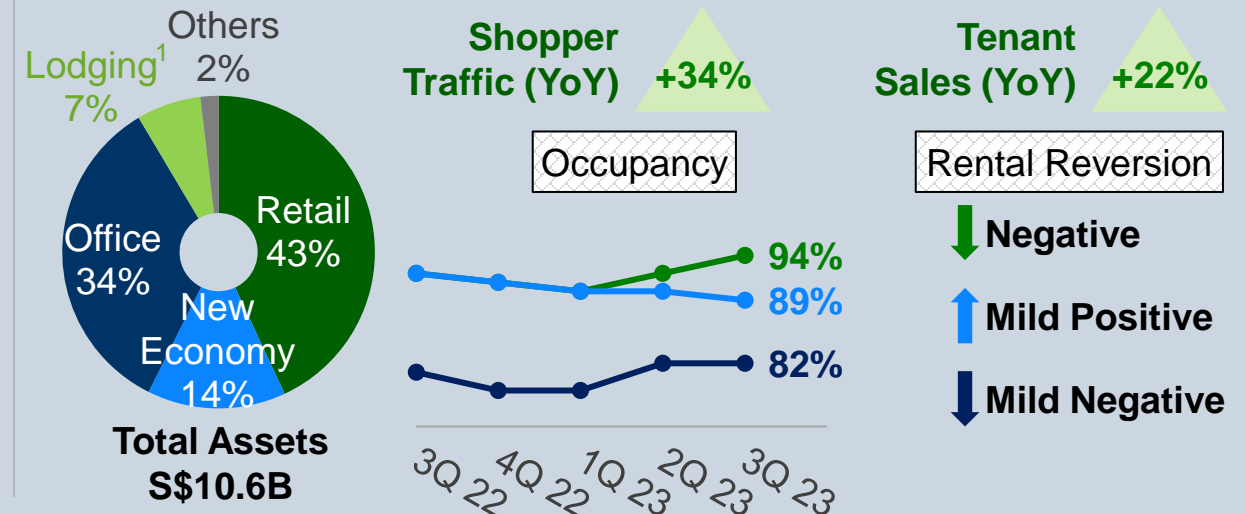 Others
2%
Lodging1
7%
Retail
43%
Office
34%
New
Economy
14%
Total Assets
S$10.6B
Shopper
Traffic (YoY)
+34%
Tenant
Sales (YoY)
+22%
Occupancy
94%
89%
82%
3Q 22
4Q 22
1Q 23
2Q 23
3Q 23
Rental Reversion
Negative
Mild Positive
Mild Negative